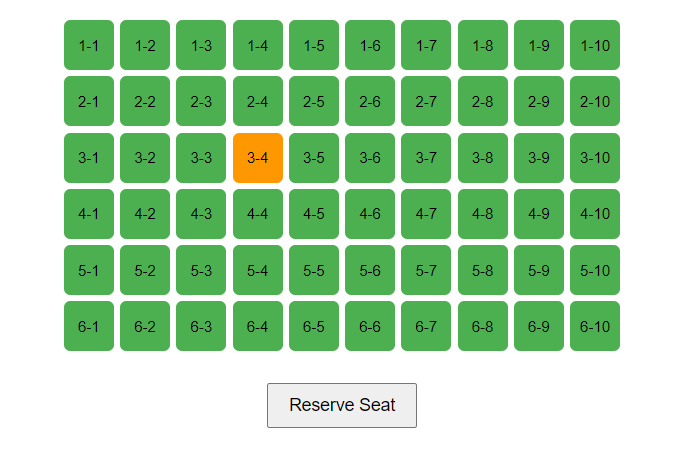 1-1 1-2 1-3 1-4 1-5 1-6 1-7 1-8 1-9 1-10
2-1 2-2 2-3 2-4 2-5 2-6 2-7 2-8 2-9 2-10
3-1 3-2 3-3 3-4 3-5 3-6 3-7 3-8 3-9 3-10
4-1 4-2 4-3 4-4 4-5 4-6 4-7 4-8 4-9 4-10
5-1 5-2 5-3 5-4 5-5 5-6 5-7 5-8 5-9 5-10
6-1 6-2 6-3 6-4 6-5 6-6 6-7 6-8 6-9 6-10
Reserve Seat